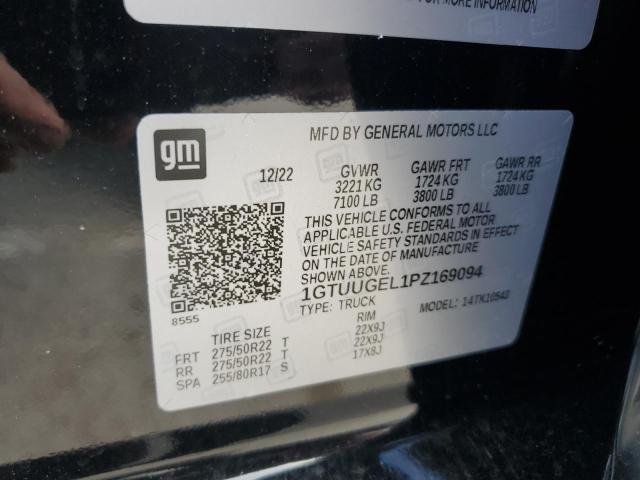 FOR MORE INFORMATION
gm
MFD BY GENERAL MOTORS LLC
12/22 GVWR GAWR FRT GAWR RR
3221 KG 1724 KG 1724 KG
7100 LB 3800 LB 3800 LB
THIS VEHICLE CONFORMS TO ALL
APPLICABLE U.S. FEDERAL MOTOR
VEHICLE SAFETY STANDARDS IN EFFECT
ON THE DATE OF MANUFACTURE
SHOWN ABOVE.
1GTUUGEL1PZ169094
TYPE: TRUCK MODEL: 14TK10543
8555
TIRE SIZE RIM
FRT 275/50R22 T 22X9J
RR 275/50R22 T 22X9J
SPA 255/80R17 S 17X8J